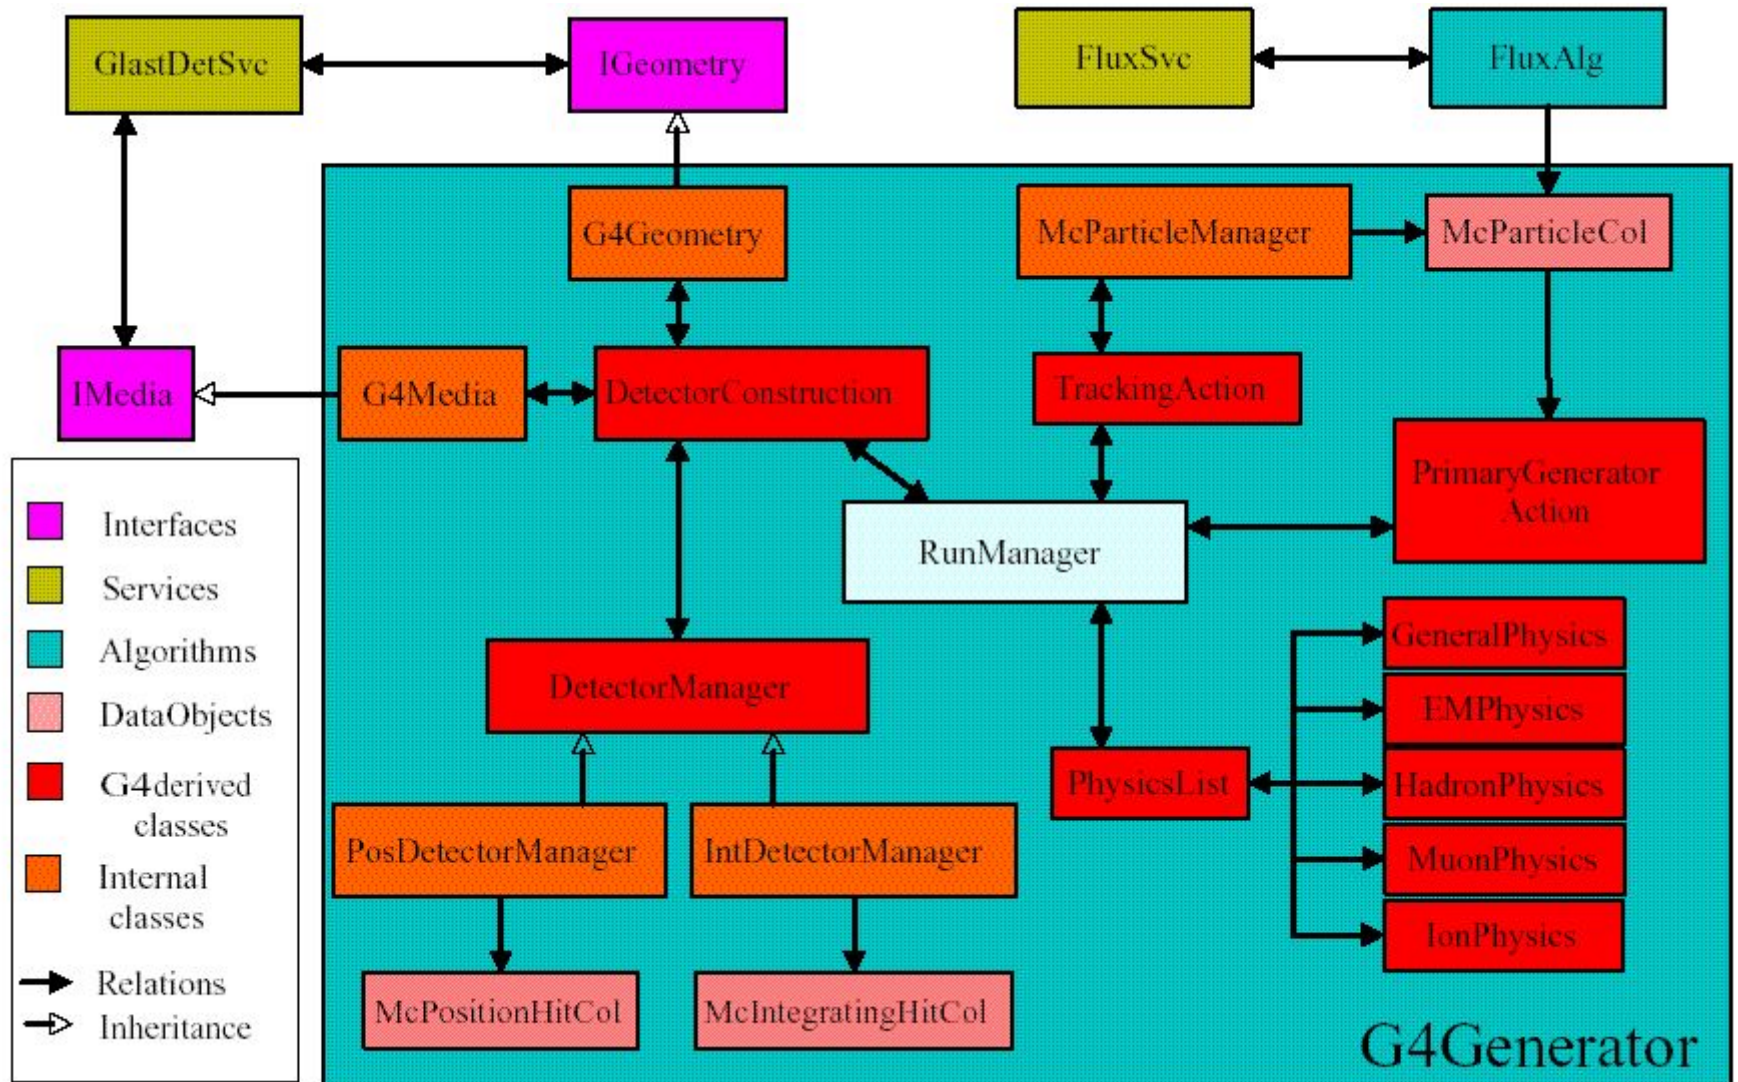 GlastDetSvc
IGeometry
FluxSvc
FluxAlg
G4Geometry
McParticleManager
McParticleCol
IMedia
G4Media
DetectorConstruction
TrackingAction
PrimaryGenerator
Action
RunManager
Interfaces
Services
Algorithms
DataObjects
G4derived
classes
Internal
classes
Relations
Inheritance
DetectorManager
GeneralPhysics
EMPhysics
PhysicsList
HadronPhysics
PosDetectorManager
IntDetectorManager
MuonPhysics
IonPhysics
McPositionHitCol
McIntegratingHitCol
G4Generator